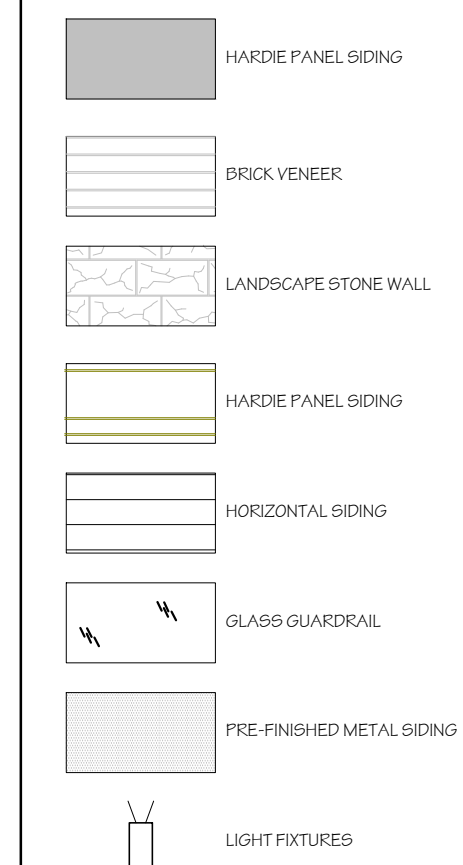 HARDIE PANEL SIDING
BRICK VENEER
LANDSCAPE STONE WALL
HARDIE PANEL SIDING
HORIZONTAL SIDING
GLASS GUARDRAIL
PRE-FINISHED METAL SIDING
LIGHT FIXTURES